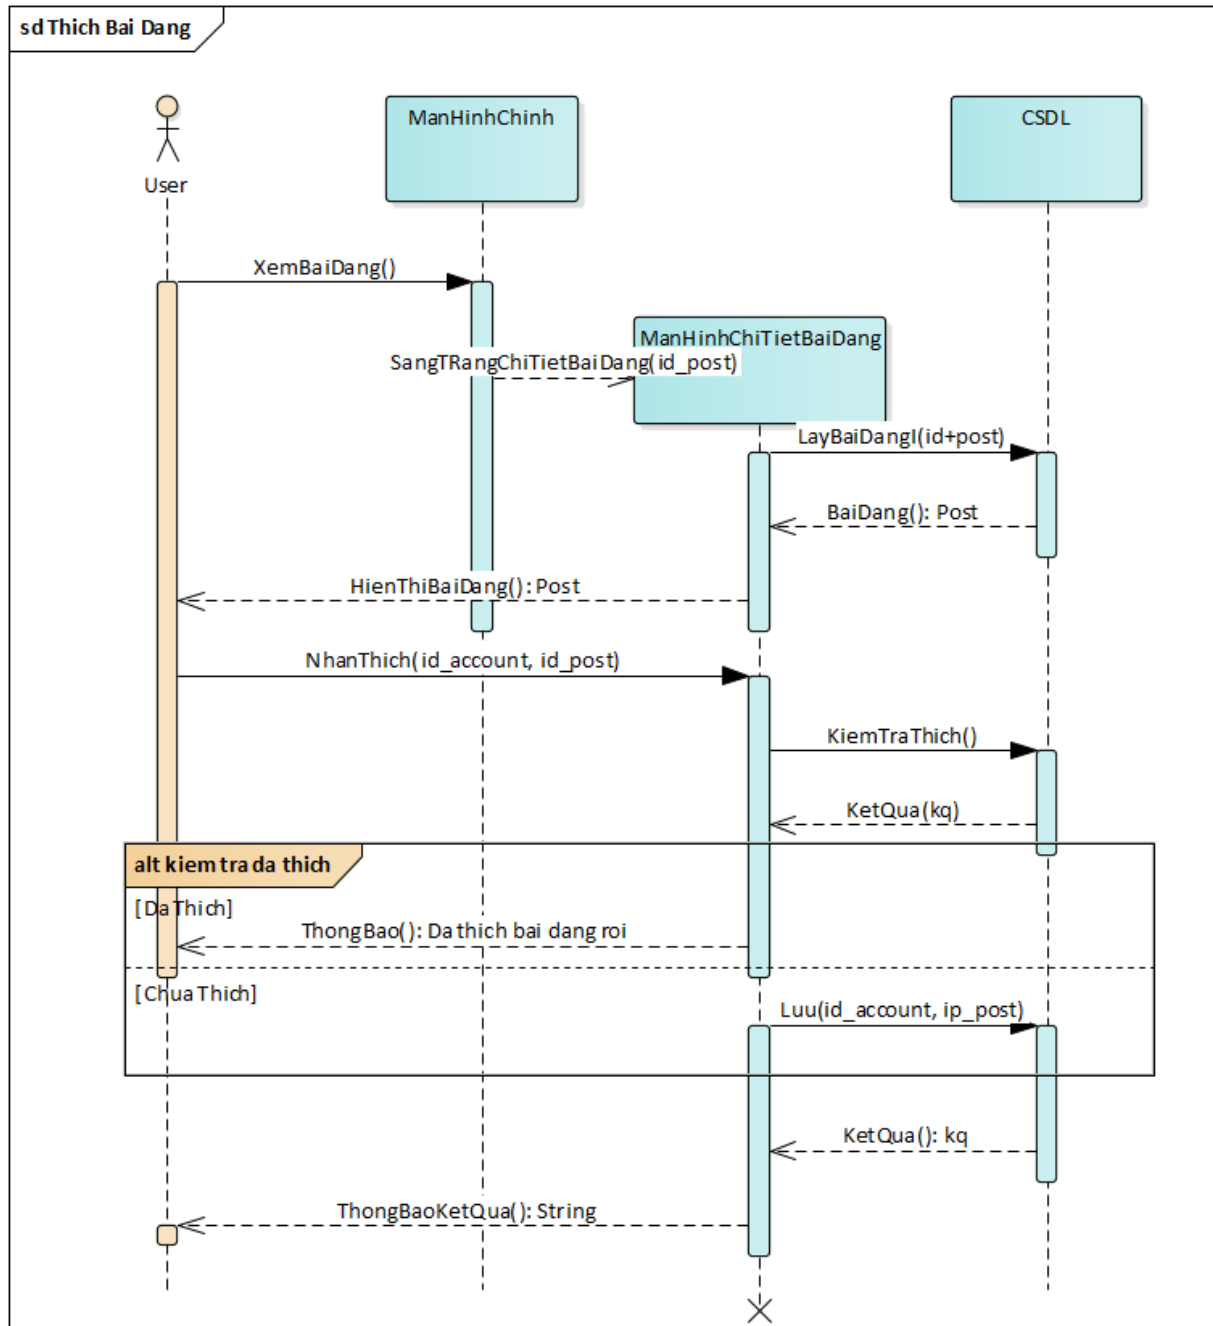 sd Thich Bai Dang
User
ManHinhChinh
CSDL
XemBaiDang()
ManHinhChiTietBaiDang
SangTRangChiTietBaiDang(id_post)
LayBaiDangI(id+post)
BaiDang(): Post
HienThiBaiDang(): Post
NhanThich(id_account, id_post)
KiemTraThich()
KetQua(kq)
alt kiem tra da thich
[DaThich]
ThongBao(): Da thich bai dang roi
[ChuaThich]
Luu(id_account, ip_post)
KetQua(): kq
ThongBaoKetQua(): String